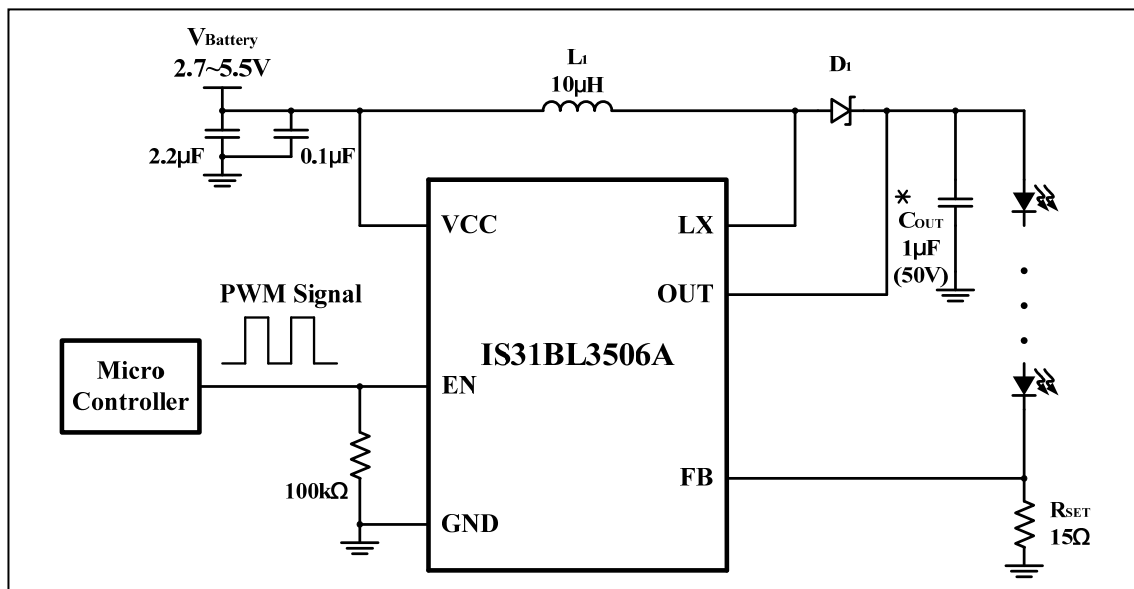 VBattery
2.7~5.5V
2.2µF
0.1µF
L1
10µH
D1
VCC
LX
OUT
*
COUT
1µF
(50V)
PWM Signal
IS31BL3506A
Micro
Controller
EN
100kΩ
GND
FB
RSET
15Ω